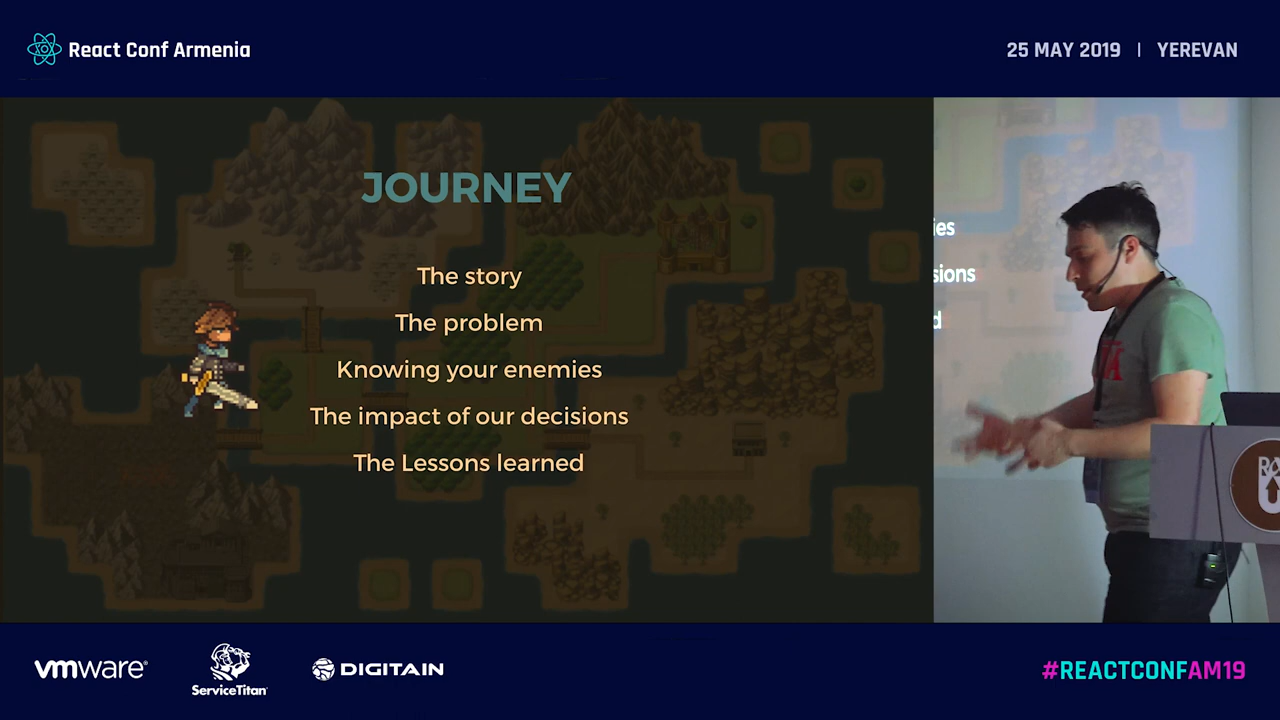 React Conf Armenia
25 MAY 2019 | YEREVAN
JOURNEY
The story
The problem
Knowing your enemies
The impact of our decisions
The Lessons learned
ies
sions
d
vmware®
ServiceTitan
DIGITAIN
#REACTCONFAM19